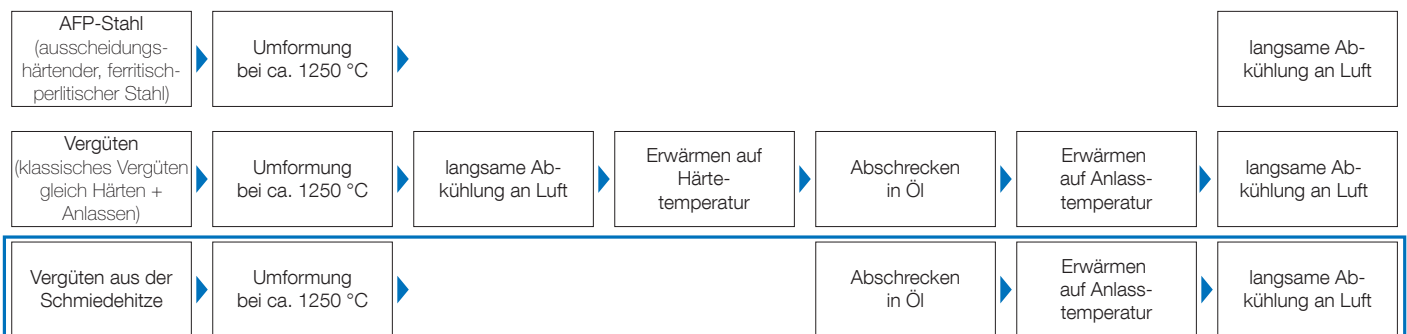 AFP-Stahl
(ausscheidungs-
härtender, ferritisch-
perlitischer Stahl)
Umformung
bei ca. 1250 °C
langsame Ab-
kühlung an Luft
Vergüten
(klassisches Vergüten
gleich Härten +
Anlassen)
Umformung
bei ca. 1250 °C
langsame Ab-
kühlung an Luft
Erwärmen auf
Härte-
temperatur
Abschrecken
in Öl
Erwärmen
auf Anlass-
temperatur
langsame Ab-
kühlung an Luft
Vergüten aus der
Schmiedehitze
Umformung
bei ca. 1250 °C
Abschrecken
in Öl
Erwärmen
auf Anlass-
temperatur
langsame Ab-
kühlung an Luft